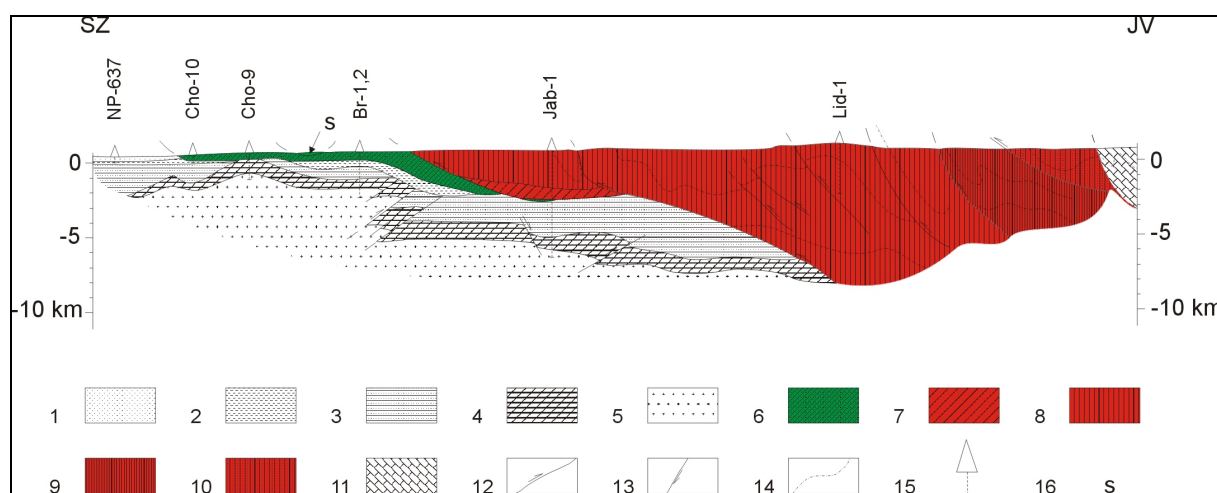 SZ JV
NP-637 Cho-10 Cho-9 Br-1,2 Jab-1 Lid-1
S
0 0
-5 -5
-10 km -10 km
1 2 3 4 5 6 7 8
9 10 11 12 13 14 15 16 S